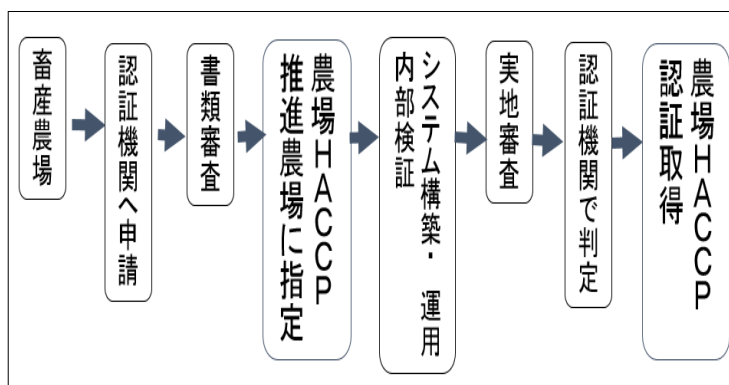 畜産農場
認証機関へ申請
書類審査
農場HACCP
推進農場に指定
システム構築・運用
内部検証
実地審査
認証機関で判定
農場HACCP
認証取得